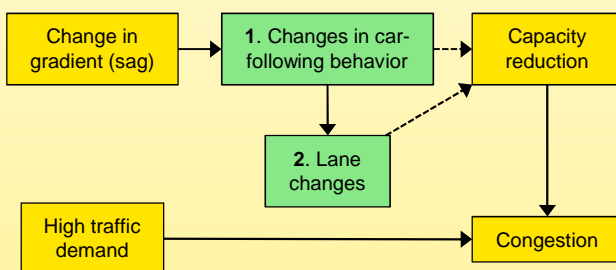 Change in
gradient (sag)
1. Changes in car-
following behavior
Capacity
reduction
2. Lane
changes
High traffic
demand
Congestion